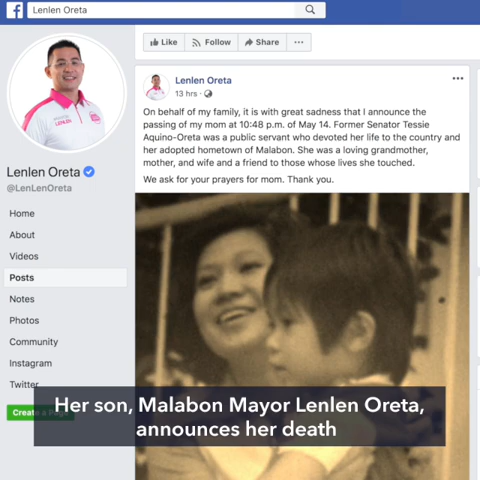 Lenlen Oreta
Like
Follow
Share
Lenlen Oreta
13 hrs ·
On behalf of my family, it is with great sadness that I announce the
passing of my mom at 10:48 p.m. of May 14. Former Senator Tessie
Aquino-Oreta was a public servant who devoted her life to the country and
her adopted hometown of Malabon. She was a loving grandmother,
mother, and wife and a friend to those whose lives she touched.
We ask for your prayers for mom. Thank you.
LENLEN
Lenlen Oreta
@LenLenOreta
Home
About
Videos
Posts
Notes
Photos
Community
Instagram
Twitter
Create a Page
Her son, Malabon Mayor Lenlen Oreta,
announces her death